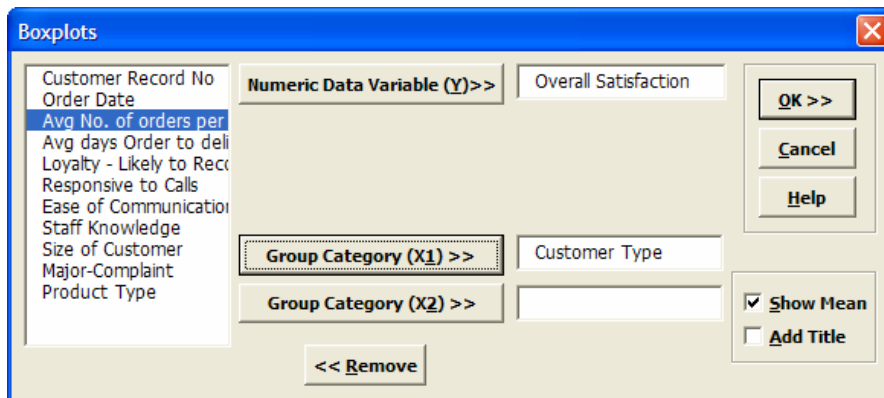 Boxplots
Customer Record No
Order Date
Avg No. of orders per
Avg days Order to deli
Loyalty - Likely to Reco
Responsive to Calls
Ease of Communication
Staff Knowledge
Size of Customer
Major-Complaint
Product Type
Numeric Data Variable (Y)>>
Overall Satisfaction
Group Category (X1) >>
Customer Type
Group Category (X2) >>
<< Remove
OK >>
Cancel
Help
Show Mean
Add Title